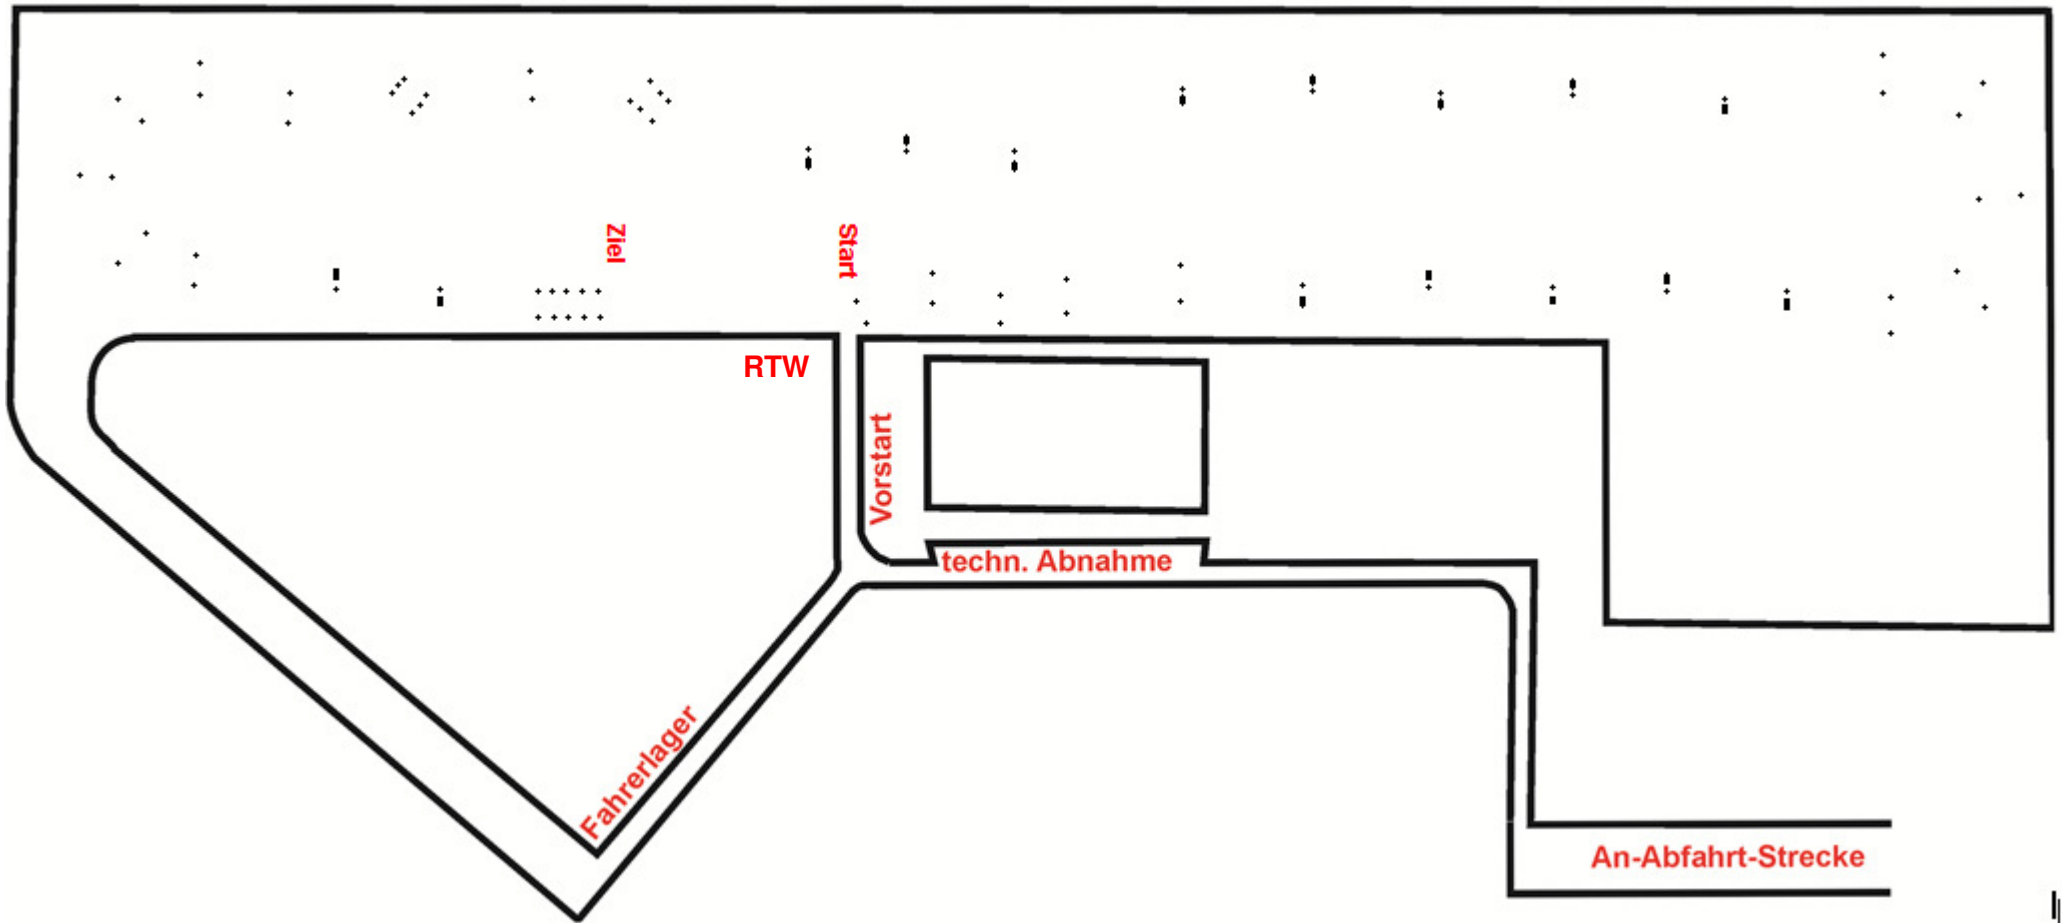 Ziel
Start
RTW
Vorstart
techn. Abnahme
Fahrerlager
An-Abfahrt-Strecke